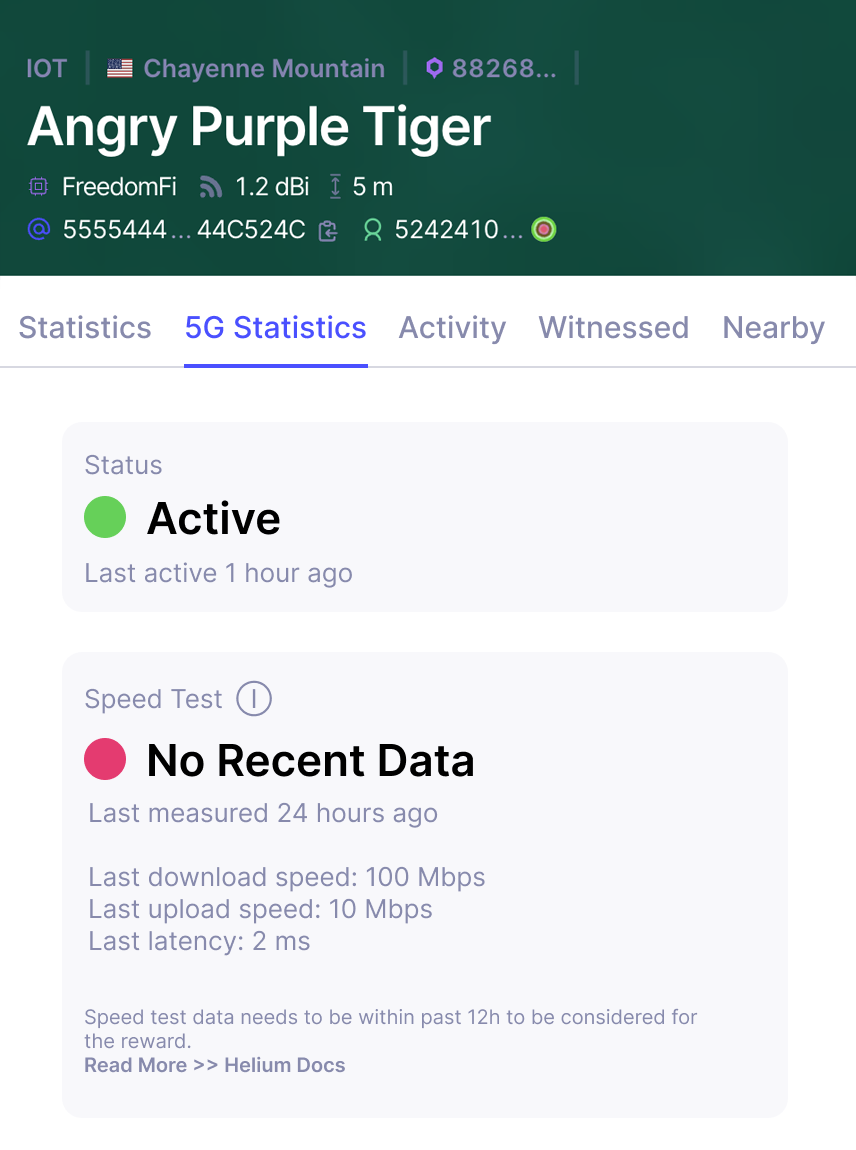 IOT | Chayenne Mountain | 88268... |
Angry Purple Tiger
FreedomFi 1.2 dBi 5 m
5555444...44C524C 5242410...
Statistics 5G Statistics Activity Witnessed Nearby
Status
Active
Last active 1 hour ago
Speed Test
No Recent Data
Last measured 24 hours ago
Last download speed: 100 Mbps
Last upload speed: 10 Mbps
Last latency: 2 ms
Speed test data needs to be within past 12h to be considered for
the reward.
Read More >> Helium Docs